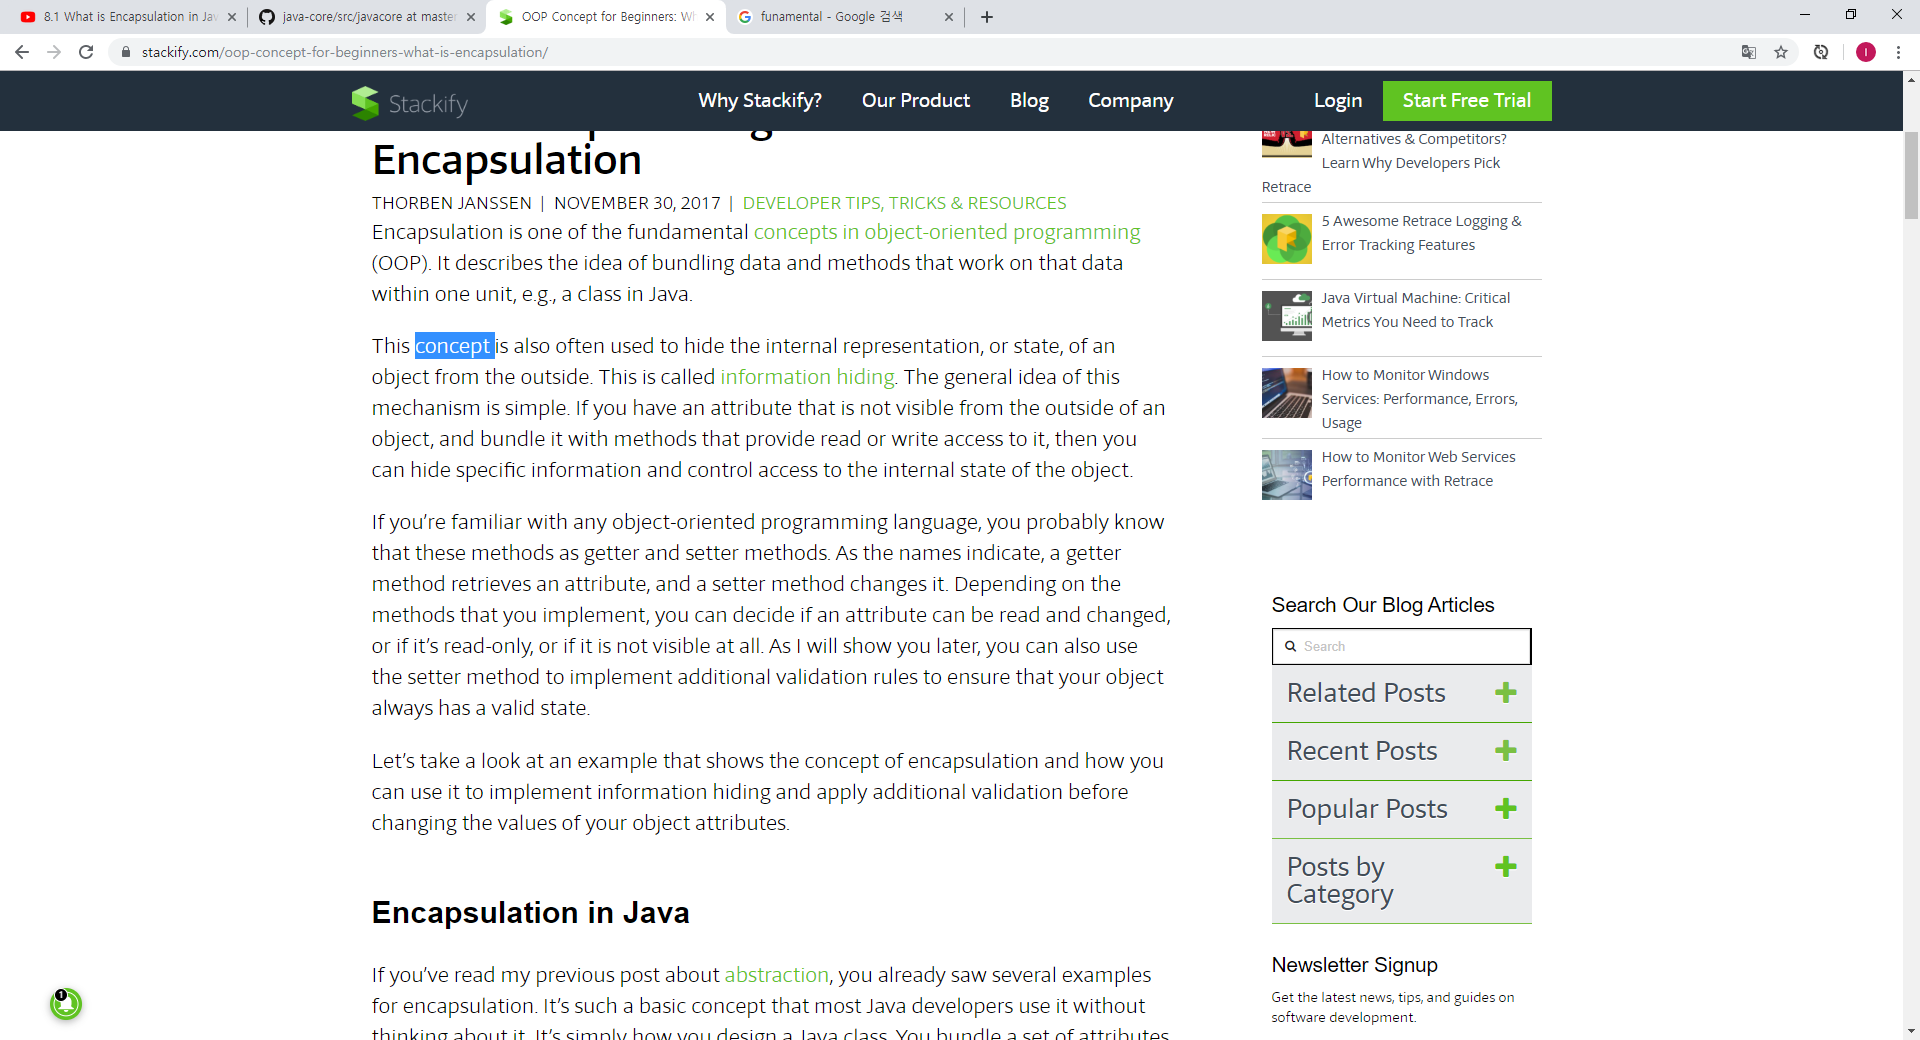 8.1 What is Encapsulation in Jav
java-core/src/javacore at master
OOP Concept for Beginners: Wh
funamental - Google 검색
stackify.com/oop-concept-for-beginners-what-is-encapsulation/
I
Stackify
Why Stackify?
Our Product
Blog
Company
Login
Start Free Trial
Encapsulation
THORBEN JANSSEN | NOVEMBER 30, 2017 | DEVELOPER TIPS, TRICKS & RESOURCES
Encapsulation is one of the fundamental concepts in object-oriented programming
(OOP). It describes the idea of bundling data and methods that work on that data
within one unit, e.g., a class in Java.
This concept is also often used to hide the internal representation, or state, of an
object from the outside. This is called information hiding. The general idea of this
mechanism is simple. If you have an attribute that is not visible from the outside of an
object, and bundle it with methods that provide read or write access to it, then you
can hide specific information and control access to the internal state of the object.
If you’re familiar with any object-oriented programming language, you probably know
that these methods as getter and setter methods. As the names indicate, a getter
method retrieves an attribute, and a setter method changes it. Depending on the
methods that you implement, you can decide if an attribute can be read and changed,
or if it’s read-only, or if it is not visible at all. As I will show you later, you can also use
the setter method to implement additional validation rules to ensure that your object
always has a valid state.
Let’s take a look at an example that shows the concept of encapsulation and how you
can use it to implement information hiding and apply additional validation before
changing the values of your object attributes.
Encapsulation in Java
If you’ve read my previous post about abstraction, you already saw several examples
for encapsulation. It’s such a basic concept that most Java developers use it without
thinking about it. It’s simply how you design a Java class. You bundle a set of attributes
Alternatives & Competitors?
Learn Why Developers Pick
Retrace
5 Awesome Retrace Logging &
Error Tracking Features
Java Virtual Machine: Critical
Metrics You Need to Track
How to Monitor Windows
Services: Performance, Errors,
Usage
How to Monitor Web Services
Performance with Retrace
Search Our Blog Articles
Search
Related Posts
Recent Posts
Popular Posts
Posts by
Category
Newsletter Signup
Get the latest news, tips, and guides on
software development.
1